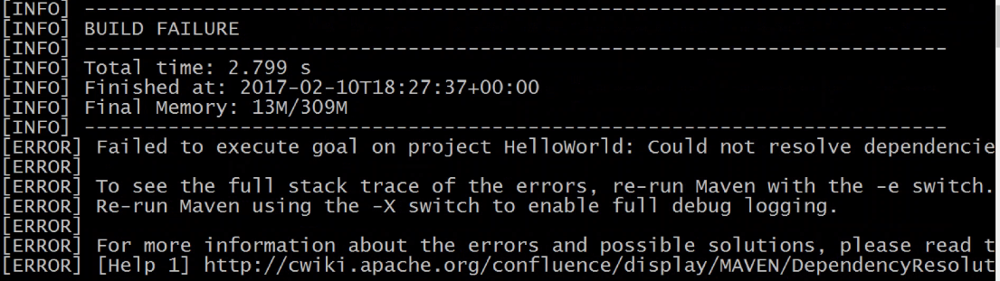 [INFO] ------------------------------------------------------------------------
[INFO] BUILD FAILURE
[INFO] ------------------------------------------------------------------------
[INFO] Total time: 2.799 s
[INFO] Finished at: 2017-02-10T18:27:37+00:00
[INFO] Final Memory: 13M/309M
[INFO] ------------------------------------------------------------------------
[ERROR] Failed to execute goal on project HelloWorld: Could not resolve dependencie
[ERROR]
[ERROR] To see the full stack trace of the errors, re-run Maven with the -e switch.
[ERROR] Re-run Maven using the -X switch to enable full debug logging.
[ERROR]
[ERROR] For more information about the errors and possible solutions, please read t
[ERROR] [Help 1] http://cwiki.apache.org/confluence/display/MAVEN/DependencyResolut